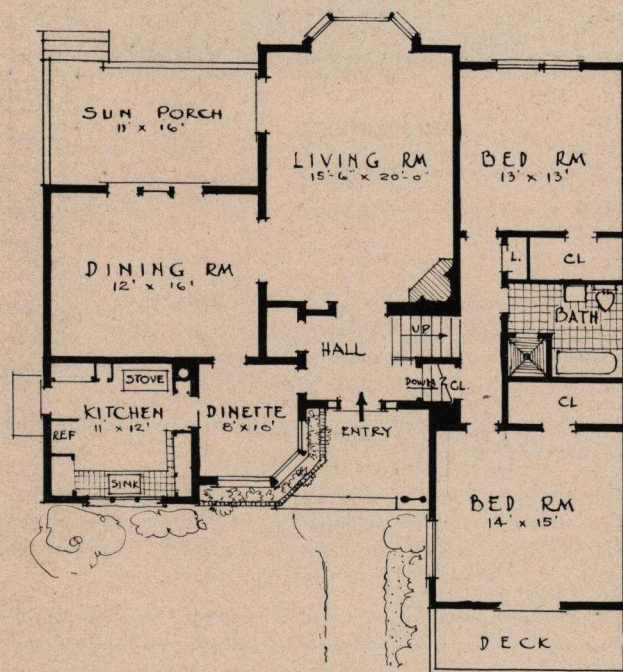 SUN PORCH
11' x 16'
LIVING RM
15'-6" x 20'-0"
BED RM
13' x 13'
DINING RM
12' x 16'
L.
CL
BATH
UP
HALL
DOWN
CL.
STOVE
KITCHEN
11' x 12'
REF
SINK
DINETTE
8' x 10'
ENTRY
CL
BED RM
14' x 15'
DECK